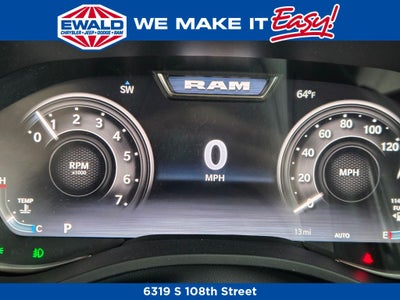 EWALD
CHRYSLER • JEEP • DODGE • RAM
WE MAKE IT Easy!
SW
RAM
64°F
0 1 2 3 4 5 6 7
RPM
x1000
0
MPH
0 20 40 60 80 100 120
MPH
H
TEMP
C
P
13 mi
AUTO
E
6319 S 108th Street